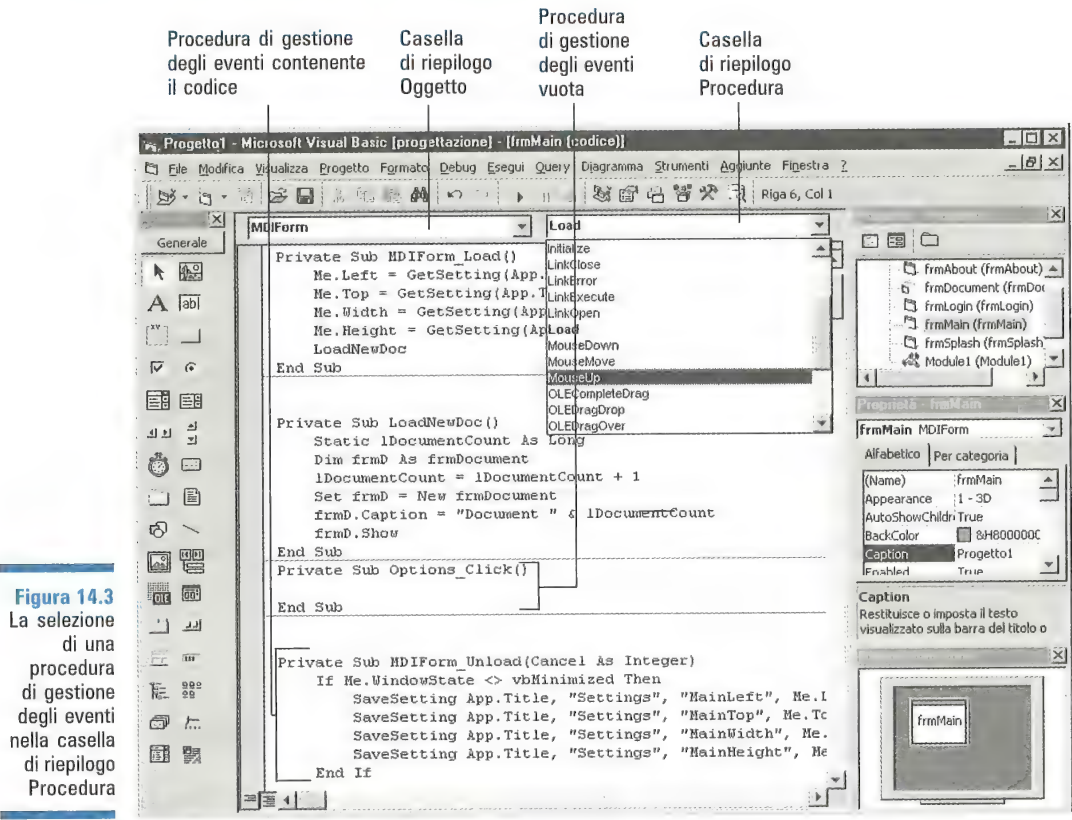 Procedura di gestione
degli eventi contenente
il codice
Casella
di riepilogo
Oggetto
Procedura
di gestione
degli eventi
vuota
Casella
di riepilogo
Procedura
Progetto1 - Microsoft Visual Basic [progettazione] - [frmMain (codice)]
File Modifica Visualizza Progetto Formato Debug Esegui Query Diagramma Strumenti Aggiunte Finestra ?
Riga 6, Col 1
Generale
MDIForm
Load
Private Sub MDIForm_Load()
Me.Left = GetSetting(App.
Me.Top = GetSetting(App.T
Me.Width = GetSetting(App
Me.Height = GetSetting(Ap
LoadNewDoc
End Sub
Initialize
LinkClose
LinkError
LinkExecute
LinkOpen
Load
MouseDown
MouseMove
MouseUp
OLECompleteDrag
OLEDragDrop
OLEDragOver
Private Sub LoadNewDoc()
Static lDocumentCount As Long
Dim frmD As frmDocument
lDocumentCount = lDocumentCount + 1
Set frmD = New frmDocument
frmD.Caption = "Document " & lDocumentCount
frmD.Show
End Sub
Private Sub Options_Click()
End Sub
Private Sub MDIForm_Unload(Cancel As Integer)
If Me.WindowState <> vbMinimized Then
SaveSetting App.Title, "Settings", "MainLeft", Me.L
SaveSetting App.Title, "Settings", "MainTop", Me.To
SaveSetting App.Title, "Settings", "MainWidth", Me.
SaveSetting App.Title, "Settings", "MainHeight", Me
End If
frmAbout (frmAbout)
frmDocument (frmDoc
frmLogin (frmLogin)
frmMain (frmMain)
frmSplash (frmSplash
Module1 (Module1)
Proprietà - frmMain
frmMain MDIForm
Alfabetico Per categoria
(Name) frmMain
Appearance 1 - 3D
AutoShowChildr True
BackColor &H800000C
Caption Progetto1
Enabled True
Caption
Restituisce o imposta il testo
visualizzato sulla barra del titolo o
frmMain
Figura 14.3
La selezione
di una
procedura
di gestione
degli eventi
nella casella
di riepilogo
Procedura